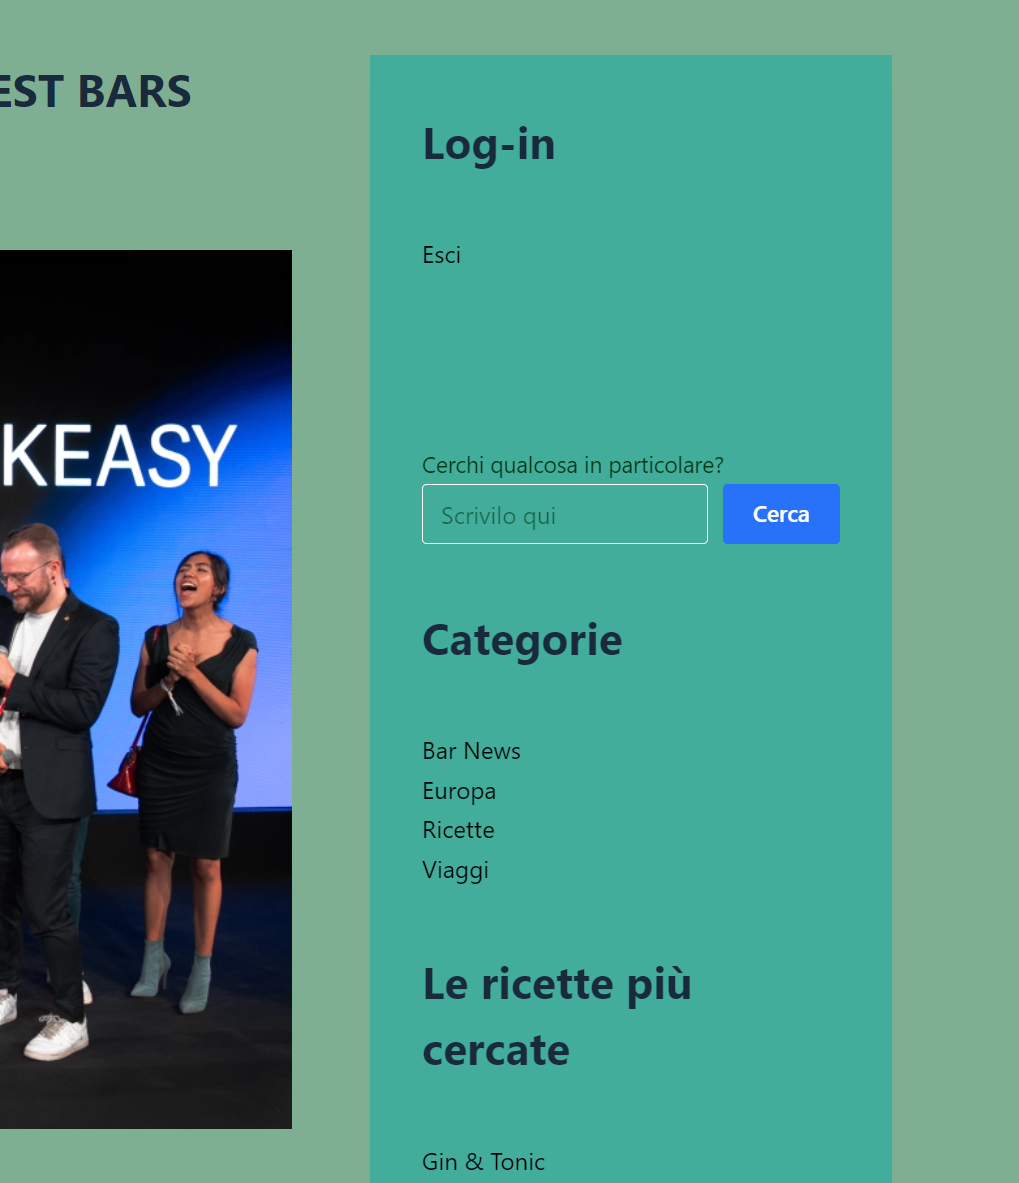 EST BARS
KEASY
Log-in
Esci
Cerchi qualcosa in particolare?
Scrivilo qui
Cerca
Categorie
Bar News
Europa
Ricette
Viaggi
Le ricette più
cercate
Gin & Tonic